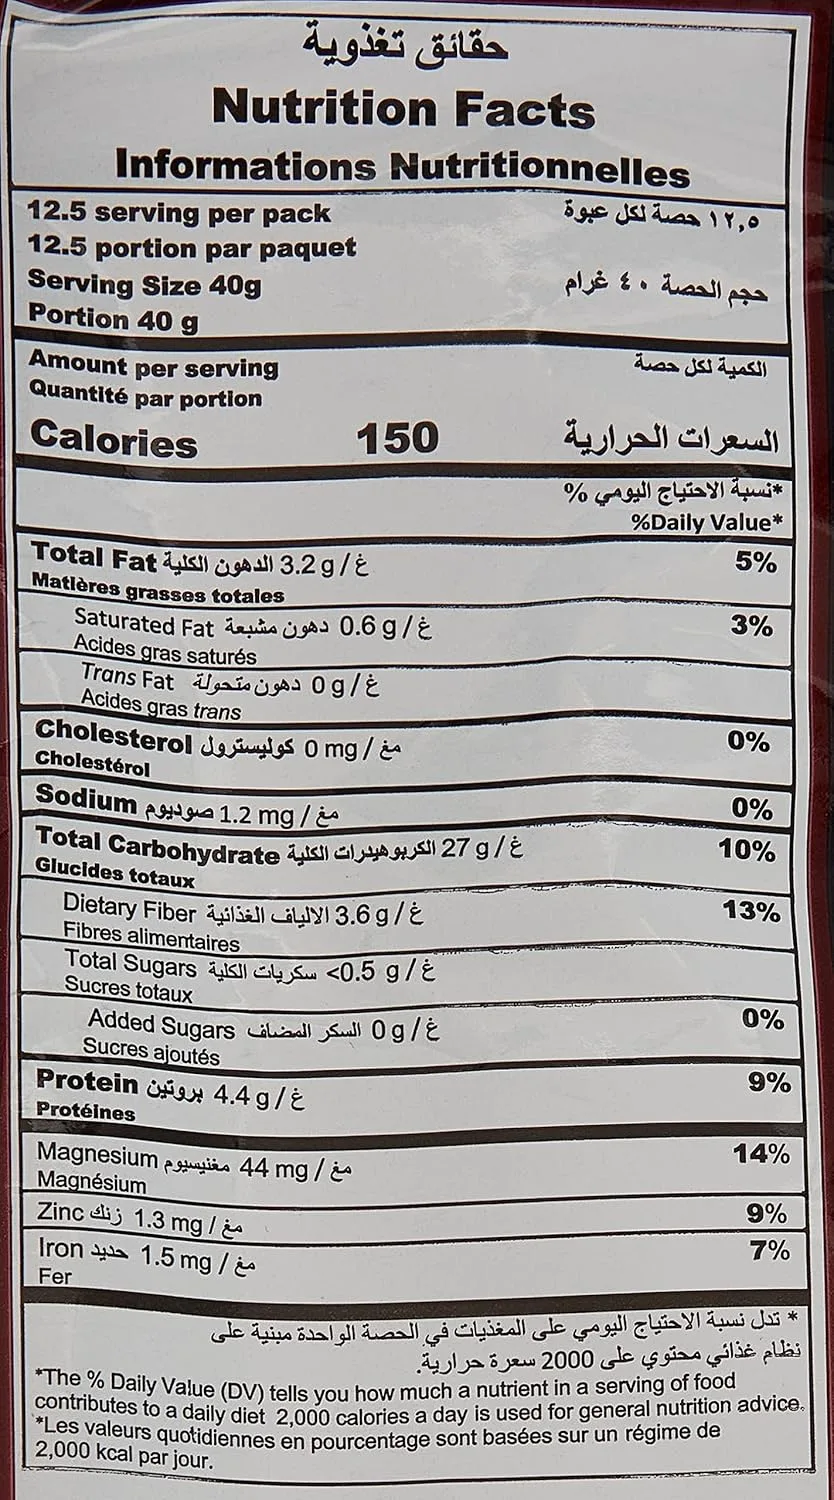 حقائق تغذوية
Nutrition Facts
Informations Nutritionnelles
12.5 serving per pack ١٢,٥ حصة لكل عبوة
12.5 portion par paquet
Serving Size 40g حجم الحصة ٤٠ غرام
Portion 40 g
Amount per serving الكمية لكل حصة
Quantité par portion
Calories 150 السعرات الحرارية
*نسبة الاحتياج اليومي %
%Daily Value*
Total Fat الدهون الكلية 3.2 g / غ 5%
Matières grasses totales
Saturated Fat دهون مشبعة 0.6 g / غ 3%
Acides gras saturés
Trans Fat دهون متحولة 0 g / غ
Acides gras trans
Cholesterol كوليسترول 0 mg / مغ 0%
Cholestérol
Sodium صوديوم 1.2 mg / مغ 0%
Total Carbohydrate الكربوهيدرات الكلية 27 g / غ 10%
Glucides totaux
Dietary Fiber الالياف الغذائية 3.6 g / غ 13%
Fibres alimentaires
Total Sugars سكريات الكلية <0.5 g / غ
Sucres totaux
Added Sugars السكر المضاف 0 g / غ 0%
Sucres ajoutés
Protein بروتين 4.4 g / غ 9%
Protéines
Magnesium مغنيسيوم 44 mg / مغ 14%
Magnésium
Zinc زنك 1.3 mg / مغ 9%
Iron حديد 1.5 mg / مغ 7%
Fer
* تدل نسبة الاحتياج اليومي على المغذيات في الحصة الواحدة مبنية على
نظام غذائي محتوي على 2000 سعرة حرارية.
*The % Daily Value (DV) tells you how much a nutrient in a serving of food
contributes to a daily diet 2,000 calories a day is used for general nutrition advice.
*Les valeurs quotidiennes en pourcentage sont basées sur un régime de
2,000 kcal par jour.